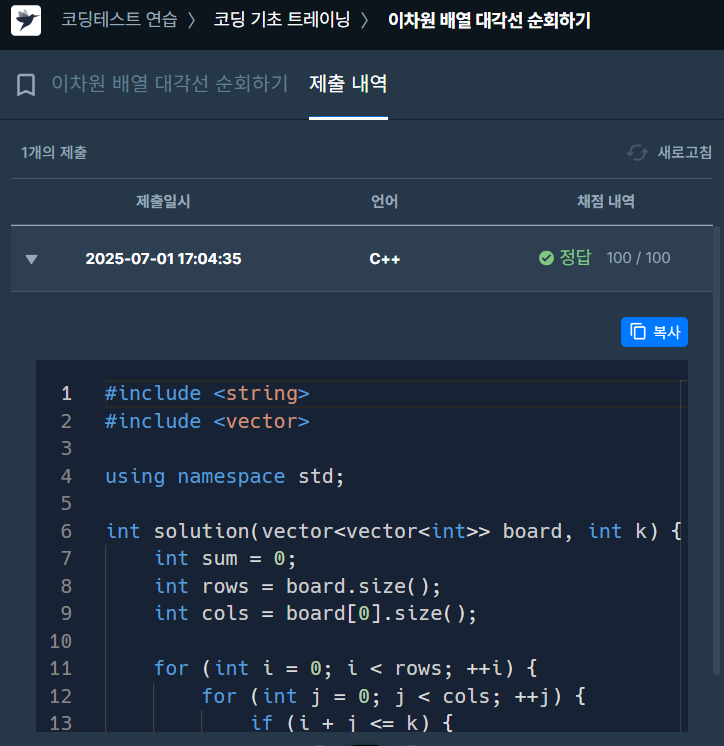 코딩테스트 연습 〉 코딩 기초 트레이닝 〉 이차원 배열 대각선 순회하기
이차원 배열 대각선 순회하기 제출 내역
1개의 제출 새로고침
제출일시 언어 채점 내역
▼ 2025-07-01 17:04:35 C++ 정답 100 / 100
복사
1 #include <string>
2 #include <vector>
3
4 using namespace std;
5
6 int solution(vector<vector<int>> board, int k) {
7     int sum = 0;
8     int rows = board.size();
9     int cols = board[0].size();
10
11     for (int i = 0; i < rows; ++i) {
12         for (int j = 0; j < cols; ++j) {
13             if (i + j <= k) {